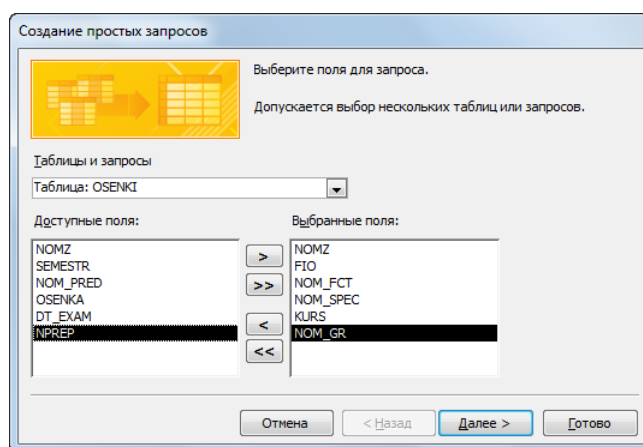 Создание простых запросов
Выберите поля для запроса.
Допускается выбор нескольких таблиц или запросов.
Таблицы и запросы
Таблица: OSENKI
Доступные поля:
Выбранные поля:
NOMZ
SEMESTR
NOM_PRED
OSENKA
DT_EXAM
NPREP
>
>>
<
<<
NOMZ
FIO
NOM_FCT
NOM_SPEC
KURS
NOM_GR
Отмена
< Назад
Далее >
Готово